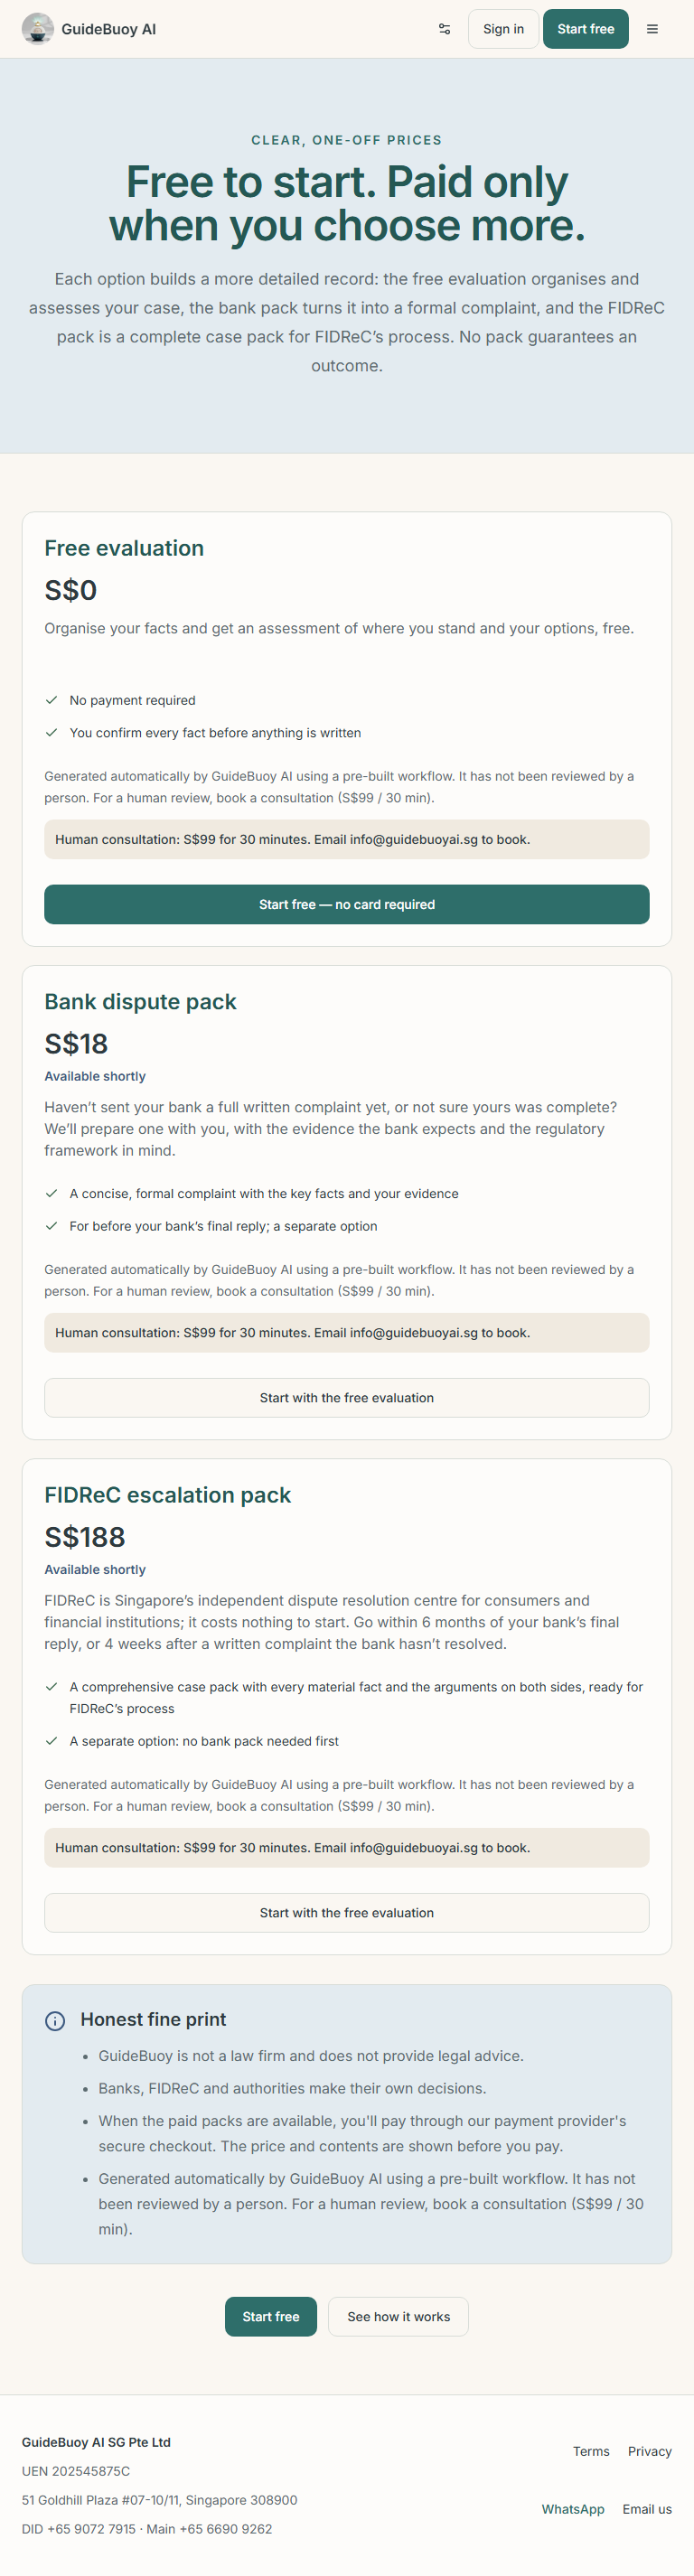 GuideBuoy AI
Sign in
Start free
CLEAR, ONE-OFF PRICES
Free to start. Paid only
when you choose more.
Each option builds a more detailed record: the free evaluation organises and
assesses your case, the bank pack turns it into a formal complaint, and the FIDReC
pack is a complete case pack for FIDReC’s process. No pack guarantees an
outcome.
Free evaluation
S$0
Organise your facts and get an assessment of where you stand and your options, free.
No payment required
You confirm every fact before anything is written
Generated automatically by GuideBuoy AI using a pre-built workflow. It has not been reviewed by a
person. For a human review, book a consultation (S$99 / 30 min).
Human consultation: S$99 for 30 minutes. Email info@guidebuoyai.sg to book.
Start free — no card required
Bank dispute pack
S$18
Available shortly
Haven’t sent your bank a full written complaint yet, or not sure yours was complete?
We’ll prepare one with you, with the evidence the bank expects and the regulatory
framework in mind.
A concise, formal complaint with the key facts and your evidence
For before your bank’s final reply; a separate option
Generated automatically by GuideBuoy AI using a pre-built workflow. It has not been reviewed by a
person. For a human review, book a consultation (S$99 / 30 min).
Human consultation: S$99 for 30 minutes. Email info@guidebuoyai.sg to book.
Start with the free evaluation
FIDReC escalation pack
S$188
Available shortly
FIDReC is Singapore’s independent dispute resolution centre for consumers and
financial institutions; it costs nothing to start. Go within 6 months of your bank’s final
reply, or 4 weeks after a written complaint the bank hasn’t resolved.
A comprehensive case pack with every material fact and the arguments on both sides, ready for
FIDReC’s process
A separate option: no bank pack needed first
Generated automatically by GuideBuoy AI using a pre-built workflow. It has not been reviewed by a
person. For a human review, book a consultation (S$99 / 30 min).
Human consultation: S$99 for 30 minutes. Email info@guidebuoyai.sg to book.
Start with the free evaluation
Honest fine print
• GuideBuoy is not a law firm and does not provide legal advice.
• Banks, FIDReC and authorities make their own decisions.
• When the paid packs are available, you'll pay through our payment provider's
secure checkout. The price and contents are shown before you pay.
• Generated automatically by GuideBuoy AI using a pre-built workflow. It has not
been reviewed by a person. For a human review, book a consultation (S$99 / 30
min).
Start free
See how it works
GuideBuoy AI SG Pte Ltd
UEN 202545875C
51 Goldhill Plaza #07-10/11, Singapore 308900
DID +65 9072 7915 · Main +65 6690 9262
Terms
Privacy
WhatsApp
Email us